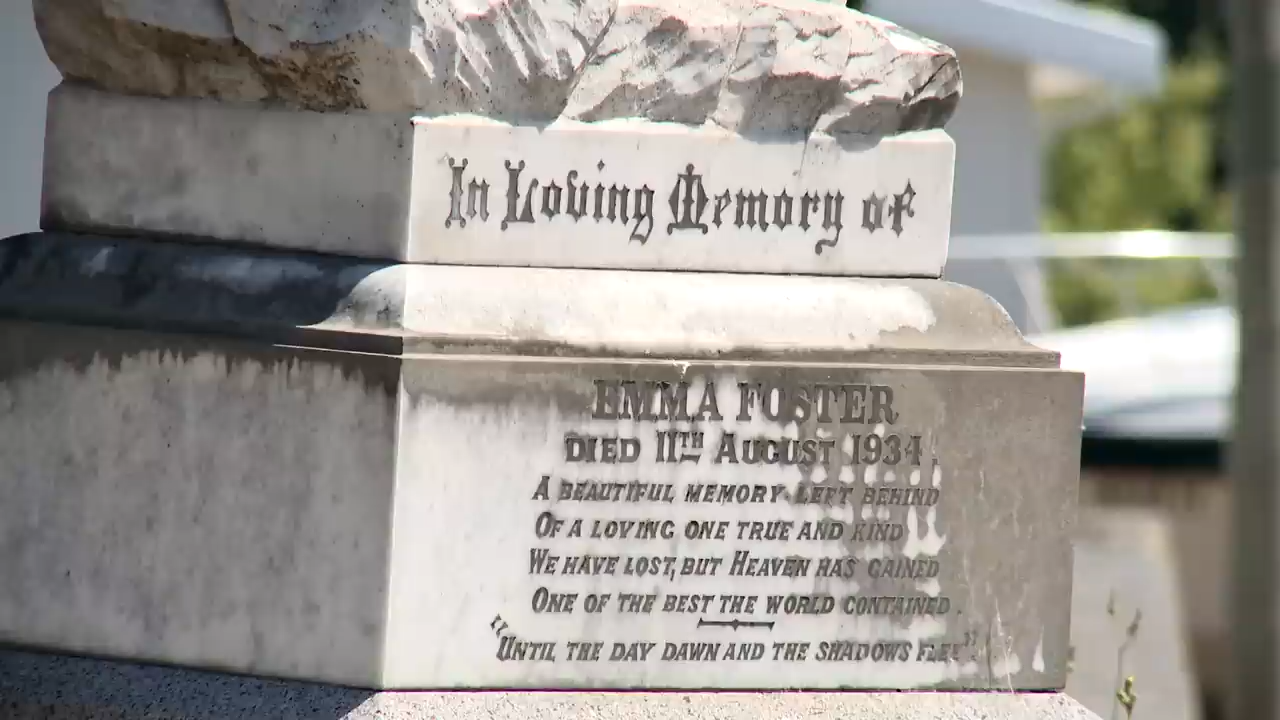 In Loving Memory of
EMMA FOSTER
DIED 11TH AUGUST 1934.
A BEAUTIFUL MEMORY LEFT BEHIND
OF A LOVING ONE TRUE AND KIND
WE HAVE LOST, BUT HEAVEN HAS GAINED
ONE OF THE BEST THE WORLD CONTAINED.
"UNTIL THE DAY DAWN AND THE SHADOWS FLEE"